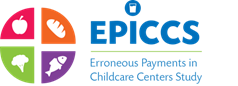 EPICCS
Erroneous Payments in
Childcare Centers Study